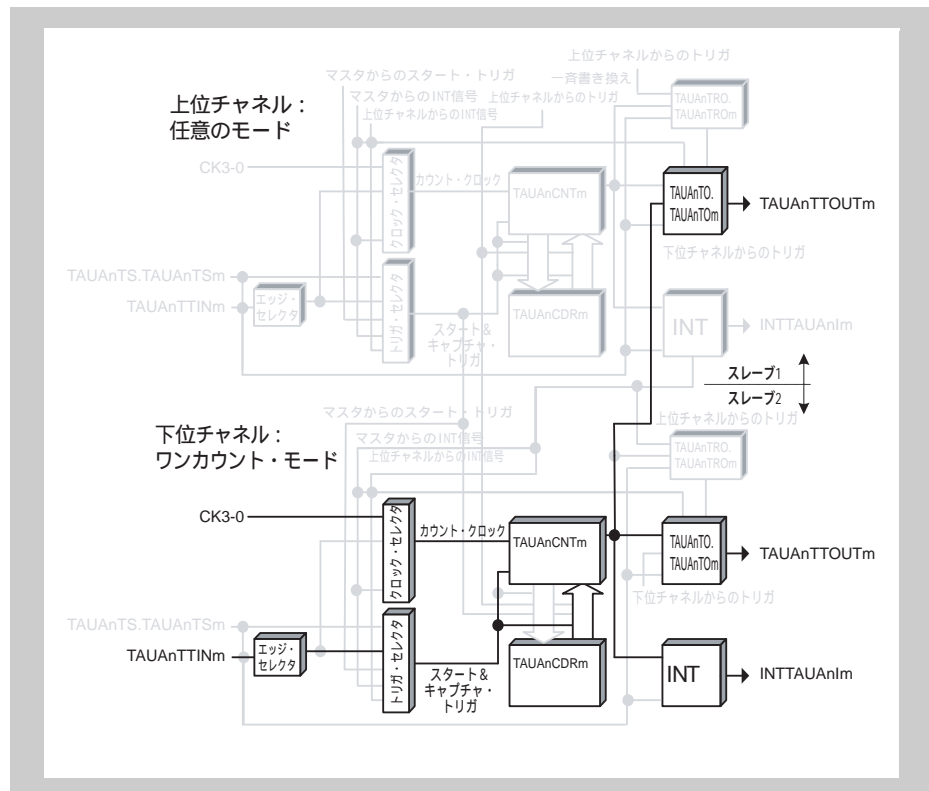 上位チャネルからのトリガ
マスタからのスタート・トリガ
一斉書き換え
マスタからのINT信号
上位チャネルからのトリガ
上位チャネルからのINT信号
TAUAnTRO.
TAUAnTROm
上位チャネル：
任意のモード
CK3-0
クロック・セレクタ
カウント・クロック
TAUAnCNTm
TAUAnTO.
TAUAnTOm
TAUAnTTOUTm
下位チャネルからのトリガ
TAUAnTS.TAUAnTSm
TAUAnTTINm
エッジ・
セレクタ
トリガ・セレクタ
スタート&
キャプチャ・
トリガ
TAUAnCDRm
INT
INTTAUAnIm
スレーブ1
スレーブ2
マスタからのスタート・トリガ
上位チャネルからのトリガ
マスタからのINT信号
上位チャネルからのINT信号
TAUAnTRO.
TAUAnTROm
下位チャネル：
ワンカウント・モード
CK3-0
クロック・セレクタ
カウント・クロック
TAUAnCNTm
TAUAnTO.
TAUAnTOm
TAUAnTTOUTm
下位チャネルからのトリガ
TAUAnTS.TAUAnTSm
TAUAnTTINm
エッジ・
セレクタ
トリガ・セレクタ
スタート&
キャプチャ・
トリガ
TAUAnCDRm
INT
INTTAUAnIm